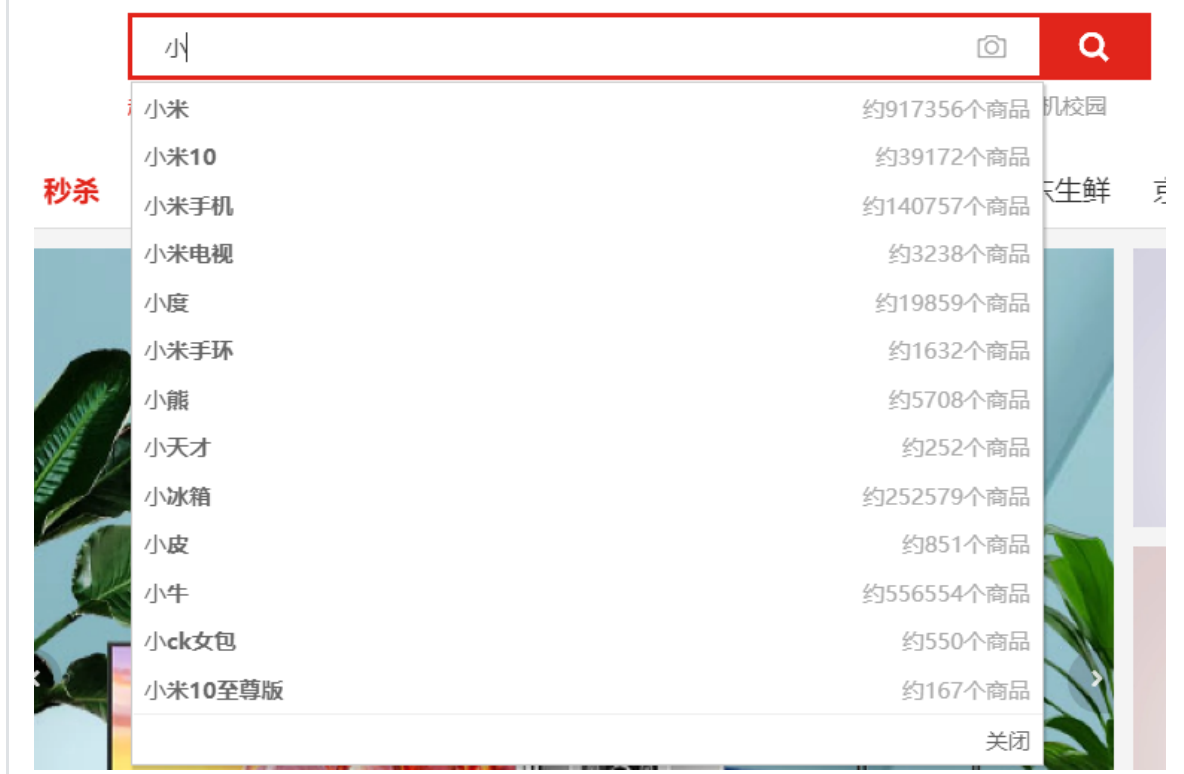 小
小米 约917356个商品 机校园
小米10 约39172个商品
秒杀 小米手机 约140757个商品 生鲜
小米电视 约3238个商品
小度 约19859个商品
小米手环 约1632个商品
小熊 约5708个商品
小天才 约252个商品
小冰箱 约252579个商品
小皮 约851个商品
小牛 约556554个商品
小ck女包 约550个商品
小米10至尊版 约167个商品
关闭